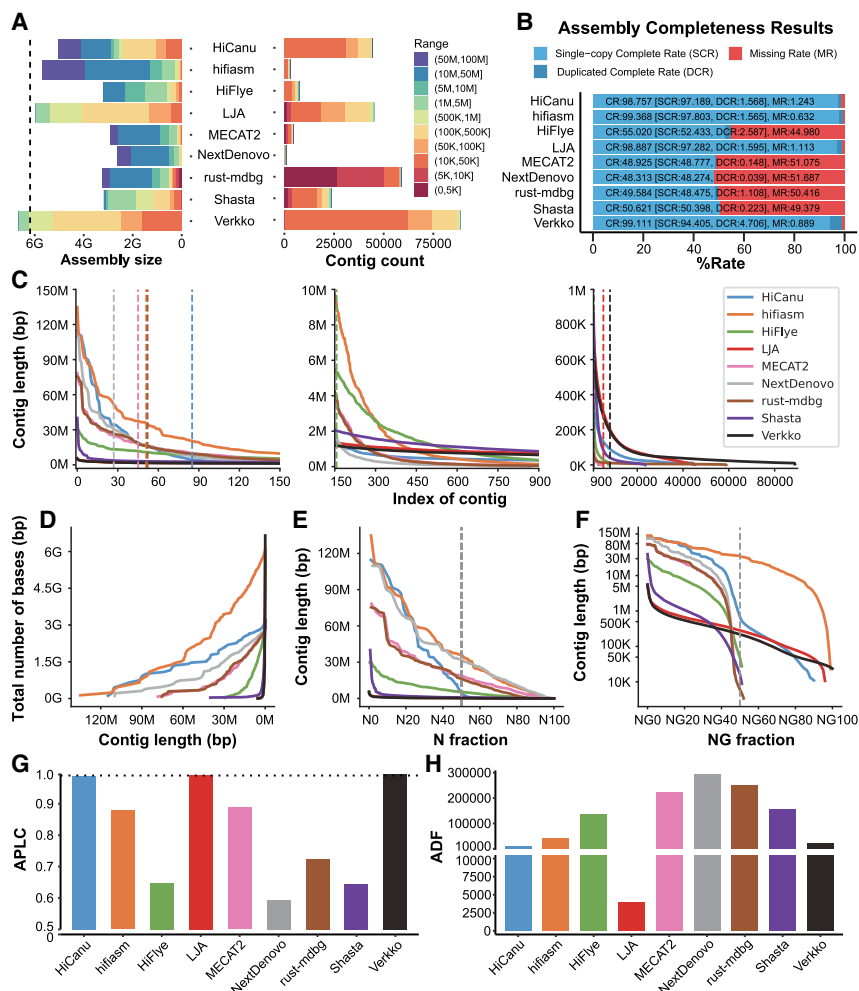 A
HiCanu
hifiasm
HiFlye
LJA
MECAT2
NextDenovo
rust-mdbg
Shasta
Verkko
6G 4G 2G 0
Assembly size
0 25000 50000 75000
Contig count
Range
(50M,100M]
(10M,50M]
(5M,10M]
(1M,5M]
(500K,1M]
(100K,500K]
(50K,100K]
(10K,50K]
(5K,10K]
(0,5K]
B
Assembly Completeness Results
Single-copy Complete Rate (SCR) Missing Rate (MR)
Duplicated Complete Rate (DCR)
HiCanu CR:98.757 [SCR:97.189, DCR:1.568], MR:1.243
hifiasm CR:99.368 [SCR:97.803, DCR:1.565], MR:0.632
HiFlye CR:55.020 [SCR:52.433, DCR:2.587], MR:44.980
LJA CR:98.887 [SCR:97.282, DCR:1.595], MR:1.113
MECAT2 CR:48.925 [SCR:48.777, DCR:0.148], MR:51.075
NextDenovo CR:48.313 [SCR:48.274, DCR:0.039], MR:51.687
rust-mdbg CR:49.584 [SCR:48.475, DCR:1.108], MR:50.416
Shasta CR:50.621 [SCR:50.398, DCR:0.223], MR:49.379
Verkko CR:99.111 [SCR:94.405, DCR:4.706], MR:0.889
0 20 40 60 80 100
%Rate
C
Contig length (bp)
150M
120M
90M
60M
30M
0M
0 30 60 90 120 150
10M
8M
6M
4M
2M
0M
150 300 450 600 750 900
Index of contig
1M
800K
600K
400K
200K
0K
900 20000 40000 60000 80000
HiCanu
hifiasm
HiFlye
LJA
MECAT2
NextDenovo
rust-mdbg
Shasta
Verkko
D
Total number of bases (bp)
6G
4.5G
3G
1.5G
0G
120M 90M 60M 30M 0M
Contig length (bp)
E
Contig length (bp)
120M
90M
60M
30M
0M
N0 N20 N40 N60 N80 N100
N fraction
F
Contig length (bp)
150M
80M
30M
10M
5M
1M
500K
100K
50K
10K
NG0 NG20 NG40 NG60 NG80 NG100
NG fraction
G
APLC
1.0
0.9
0.8
0.7
0.6
0.5
0
HiCanu
hifiasm
HiFlye
LJA
MECAT2
NextDenovo
rust-mdbg
Shasta
Verkko
H
ADF
300000
200000
100000
10000
10000
7500
5000
2500
0
HiCanu
hifiasm
HiFlye
LJA
MECAT2
NextDenovo
rust-mdbg
Shasta
Verkko